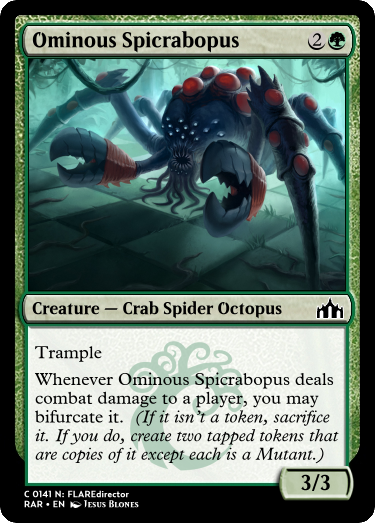 Ominous Spicrabopus 2
Creature — Crab Spider Octopus
Trample
Whenever Ominous Spicrabopus deals
combat damage to a player, you may
bifurcate it. (If it isn't a token, sacrifice
it. If you do, create two tapped tokens that
are copies of it except each is a Mutant.)
3/3
C 0141 N: FLAREdirector
RAR • EN Jesus Blones